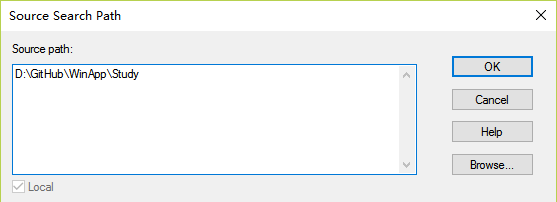 Source Search Path
Source path:
D:\GitHub\WinApp\Study
OK
Cancel
Help
Browse...
Local